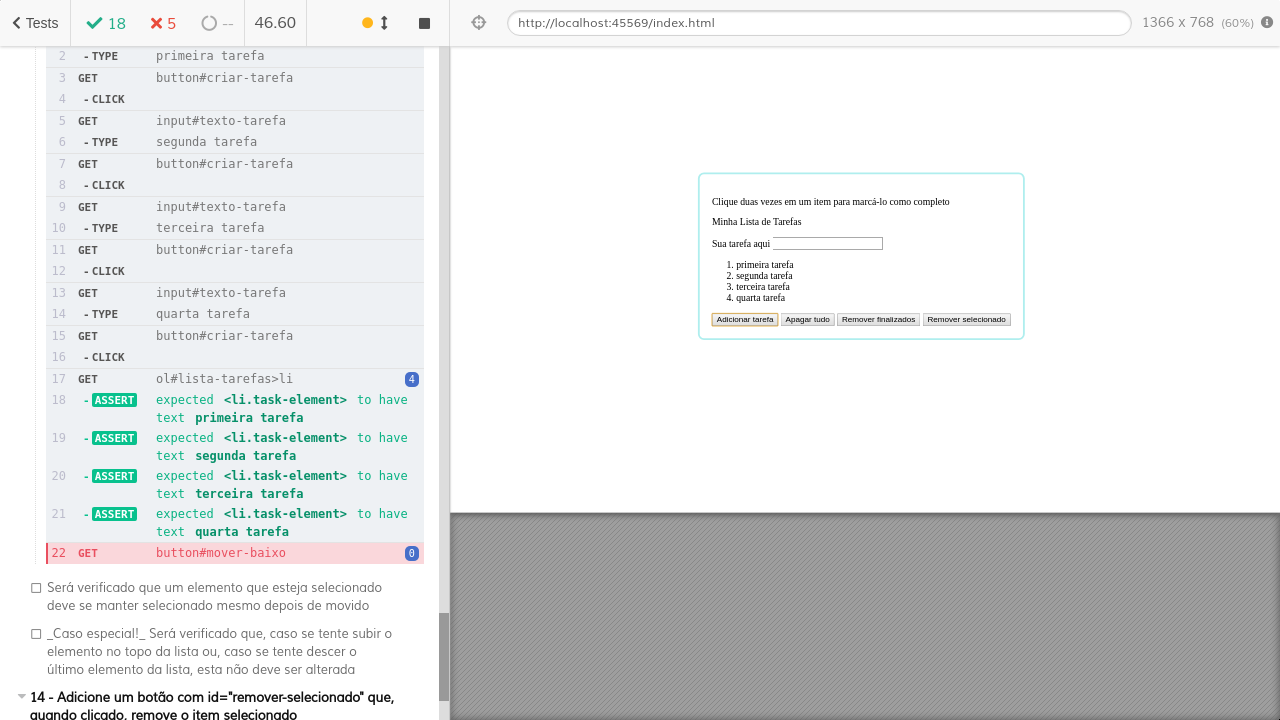 Tests 18 5 -- 46.60
http://localhost:45569/index.html 1366 x 768 (60%)
2 - TYPE primeira tarefa
3 GET button#criar-tarefa
4 - CLICK
5 GET input#texto-tarefa
6 - TYPE segunda tarefa
7 GET button#criar-tarefa
8 - CLICK
9 GET input#texto-tarefa
10 - TYPE terceira tarefa
11 GET button#criar-tarefa
12 - CLICK
13 GET input#texto-tarefa
14 - TYPE quarta tarefa
15 GET button#criar-tarefa
16 - CLICK
17 GET ol#lista-tarefas>li 4
18 - ASSERT expected <li.task-element> to have
text primeira tarefa
19 - ASSERT expected <li.task-element> to have
text segunda tarefa
20 - ASSERT expected <li.task-element> to have
text terceira tarefa
21 - ASSERT expected <li.task-element> to have
text quarta tarefa
22 GET button#mover-baixo 0
Será verificado que um elemento que esteja selecionado
deve se manter selecionado mesmo depois de movido
_Caso especial!_ Será verificado que, caso se tente subir o
elemento no topo da lista ou, caso se tente descer o
último elemento da lista, esta não deve ser alterada
14 - Adicione um botão com id="remover-selecionado" que,
quando clicado, remove o item selecionado
Clique duas vezes em um item para marcá-lo como completo
Minha Lista de Tarefas
Sua tarefa aqui
1. primeira tarefa
2. segunda tarefa
3. terceira tarefa
4. quarta tarefa
Adicionar tarefa Apagar tudo Remover finalizados Remover selecionado